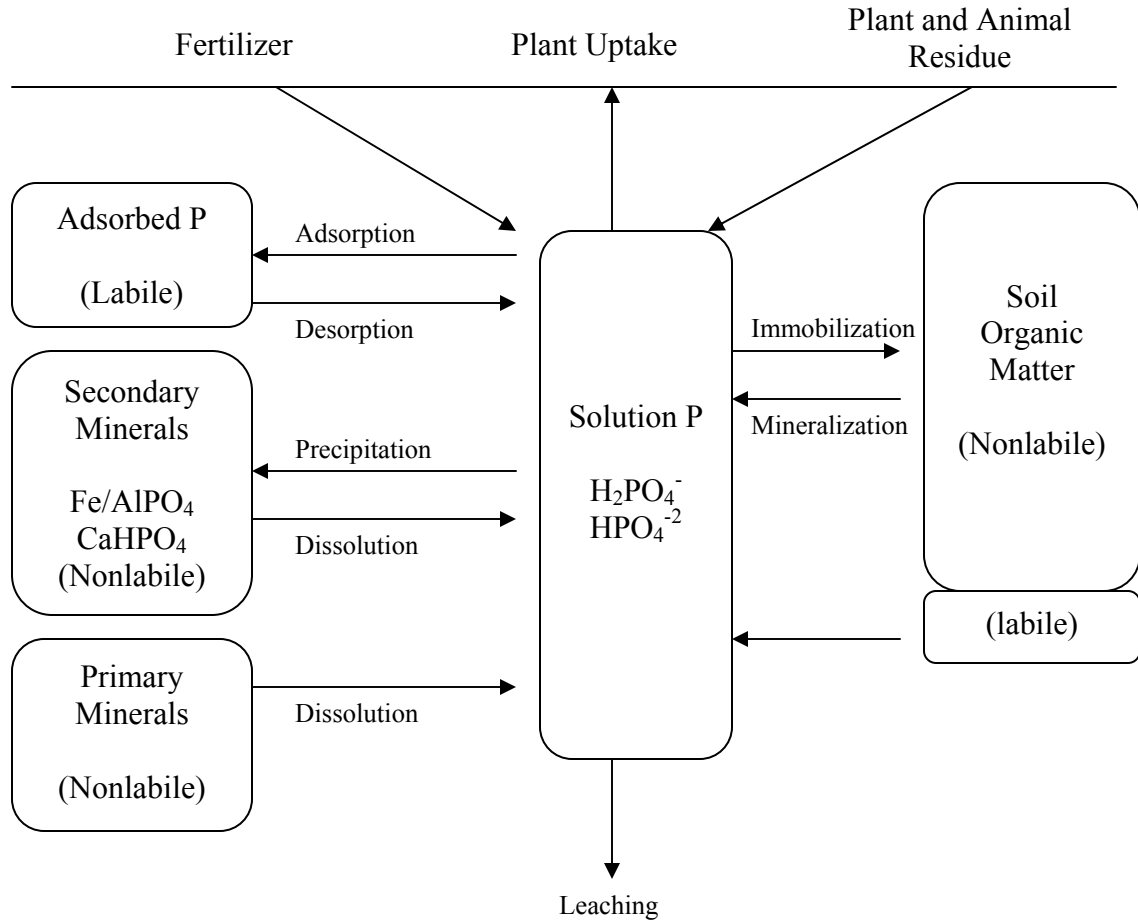 Fertilizer
Plant Uptake
Plant and Animal
Residue
Adsorbed P
(Labile)
Adsorption
Desorption
Secondary
Minerals
Fe/AlPO₄
CaHPO₄
(Nonlabile)
Precipitation
Dissolution
Primary
Minerals
(Nonlabile)
Dissolution
Solution P
H₂PO₄⁻
HPO₄⁻²
Immobilization
Mineralization
Soil
Organic
Matter
(Nonlabile)
(labile)
Leaching